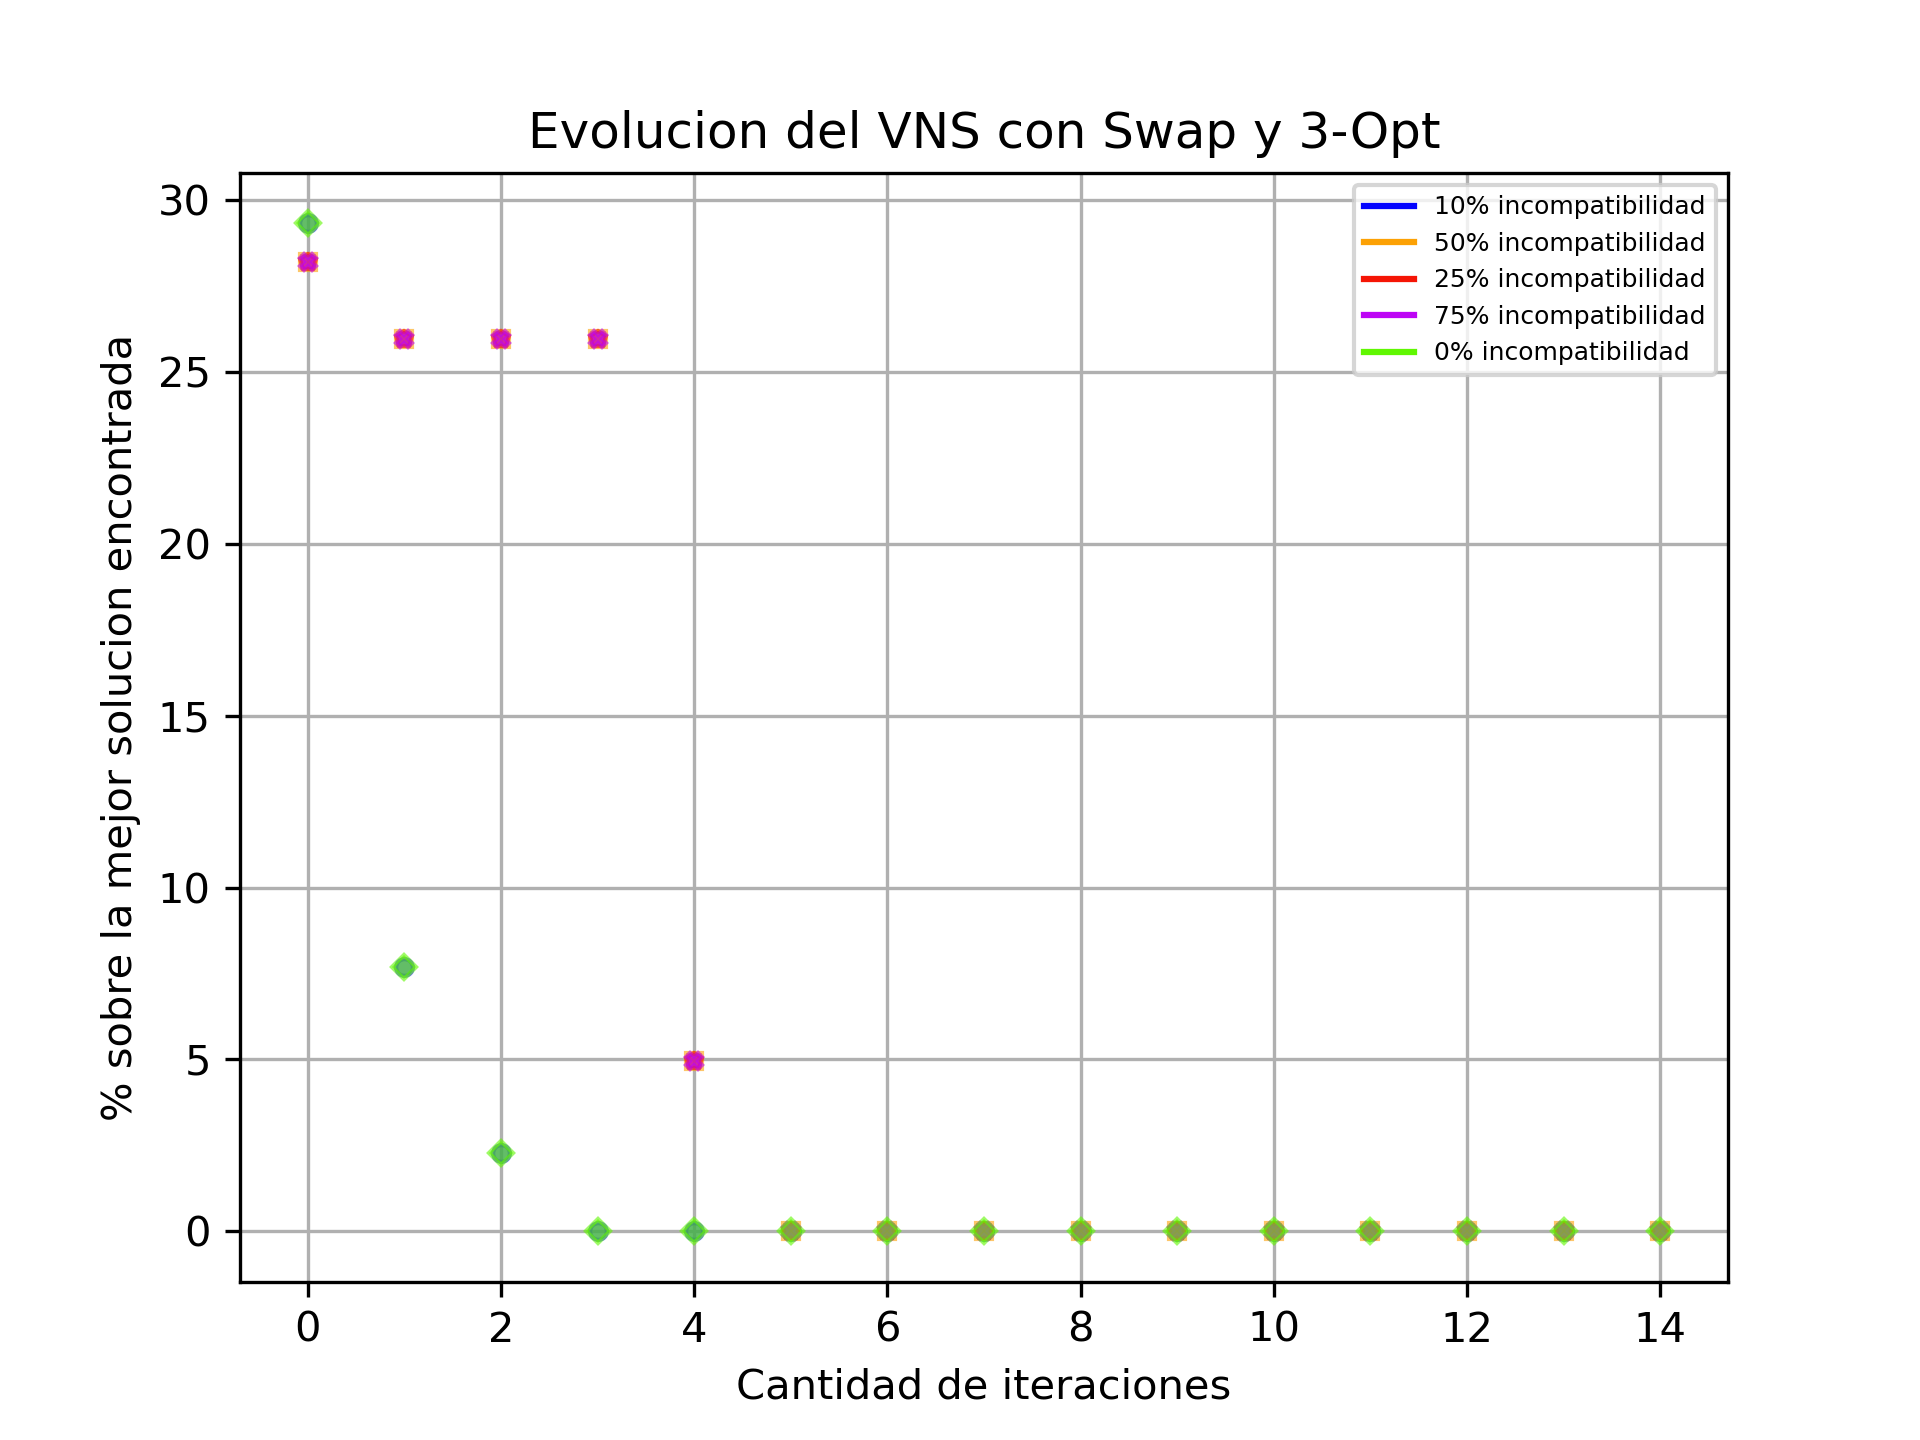 Evolucion del VNS con Swap y 3-Opt
% sobre la mejor solucion encontrada
30
25
20
15
10
5
0
10% incompatibilidad
50% incompatibilidad
25% incompatibilidad
75% incompatibilidad
0% incompatibilidad
0 2 4 6 8 10 12 14
Cantidad de iteraciones